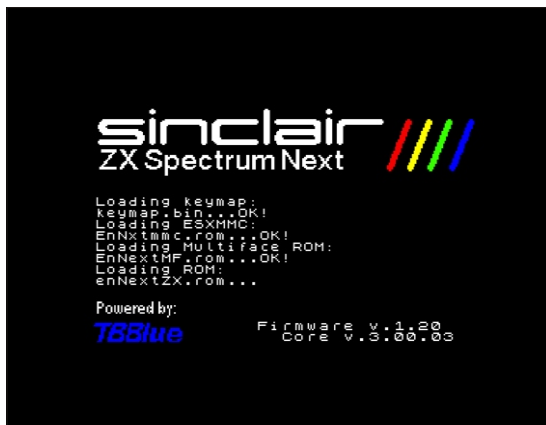 sinclair
ZX Spectrum Next
Loading keymap:
keymap.bin...OK!
Loading ESXMMC:
EnNxtmmc.rom...OK!
Loading Multiface ROM:
EnNextMF.rom...OK!
Loading ROM:
enNextZX.rom...
Powered by:
TBBlue
Firmware v.1.20
Core v.3.00.03